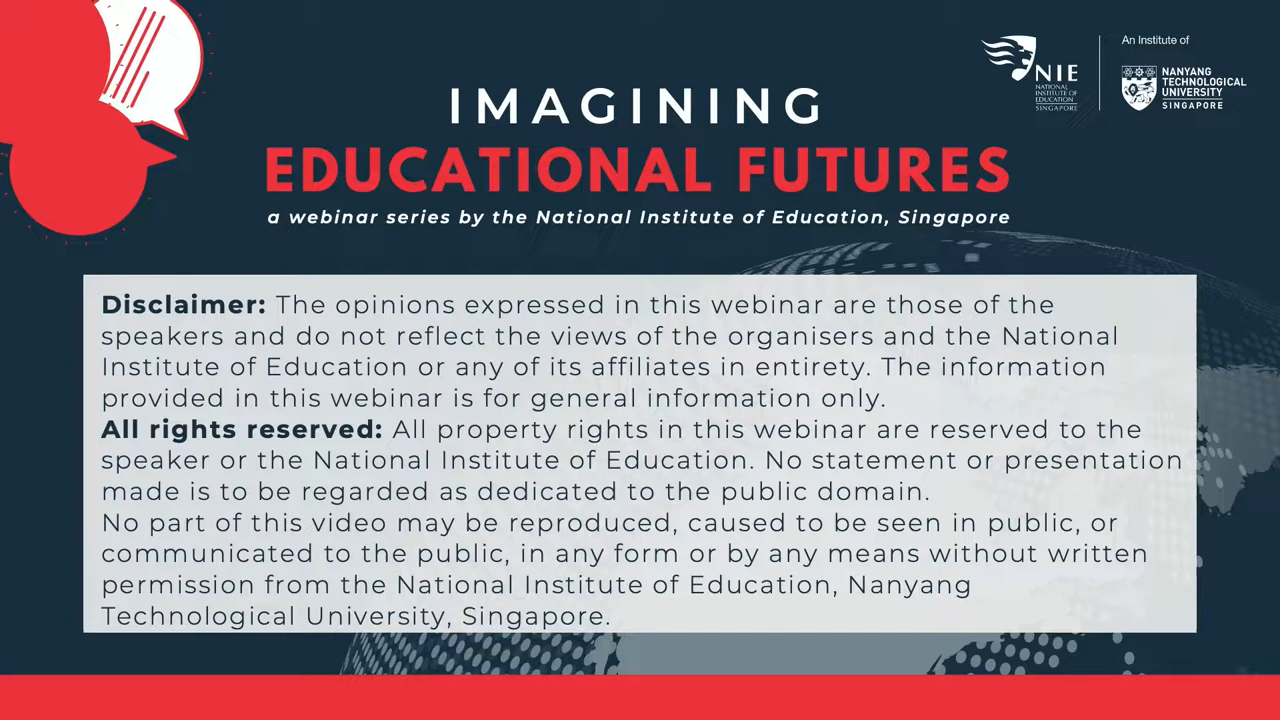 An Institute of
NIE
NATIONAL
INSTITUTE OF
EDUCATION
SINGAPORE
NANYANG
TECHNOLOGICAL
UNIVERSITY
SINGAPORE
IMAGINING
EDUCATIONAL FUTURES
a webinar series by the National Institute of Education, Singapore
Disclaimer: The opinions expressed in this webinar are those of the
speakers and do not reflect the views of the organisers and the National
Institute of Education or any of its affiliates in entirety. The information
provided in this webinar is for general information only.
All rights reserved: All property rights in this webinar are reserved to the
speaker or the National Institute of Education. No statement or presentation
made is to be regarded as dedicated to the public domain.
No part of this video may be reproduced, caused to be seen in public, or
communicated to the public, in any form or by any means without written
permission from the National Institute of Education, Nanyang
Technological University, Singapore.